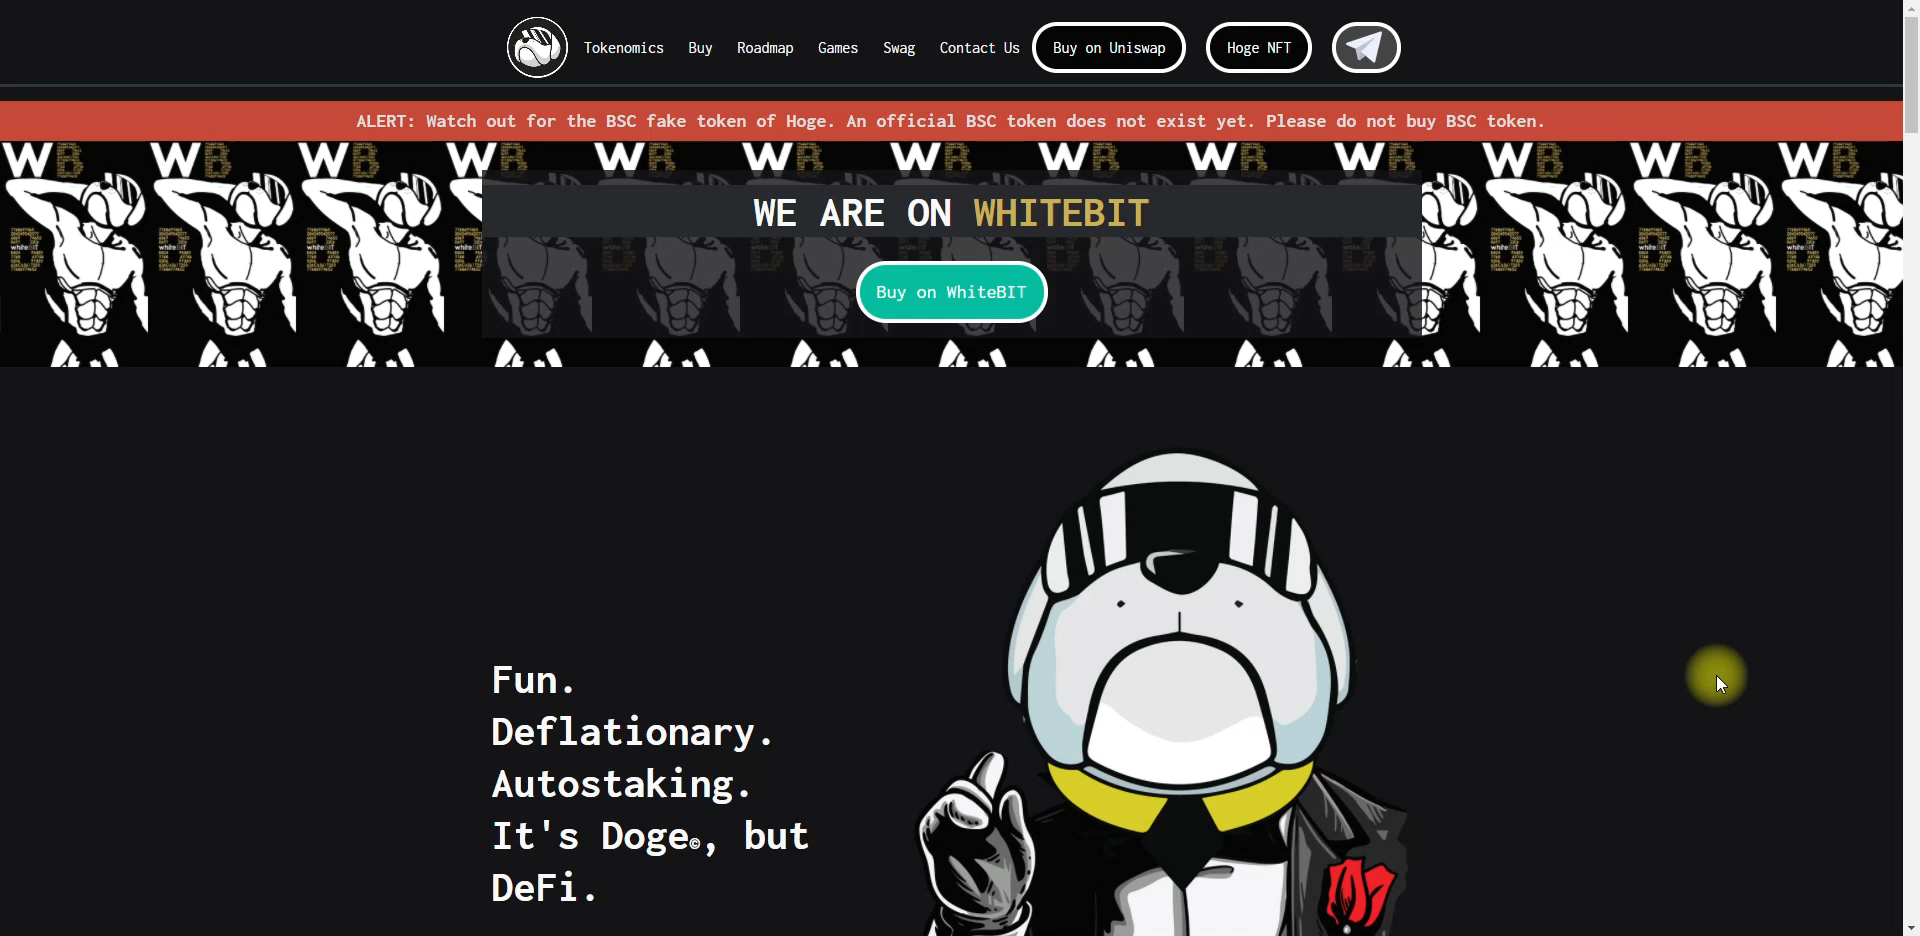 Tokenomics Buy Roadmap Games Swag Contact Us Buy on Uniswap Hoge NFT
ALERT: Watch out for the BSC fake token of Hoge. An official BSC token does not exist yet. Please do not buy BSC token.
WE ARE ON WHITEBIT
Buy on WhiteBIT
Fun.
Deflationary.
Autostaking.
It's Doge©, but
DeFi.